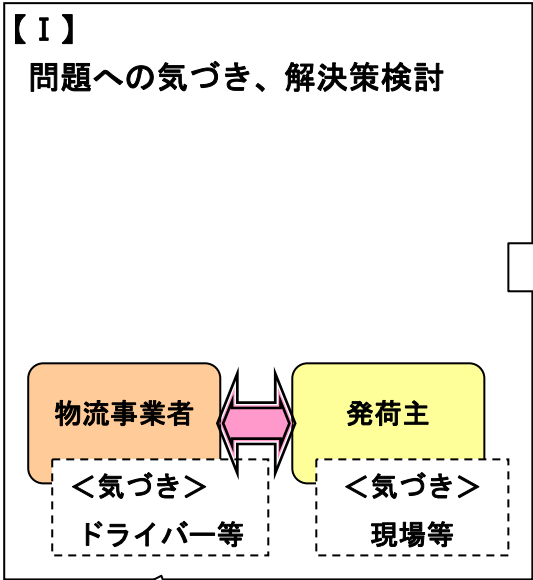 【Ⅰ】
問題への気づき、解決策検討
物流事業者
発荷主
＜気づき＞
ドライバー等
＜気づき＞
現場等